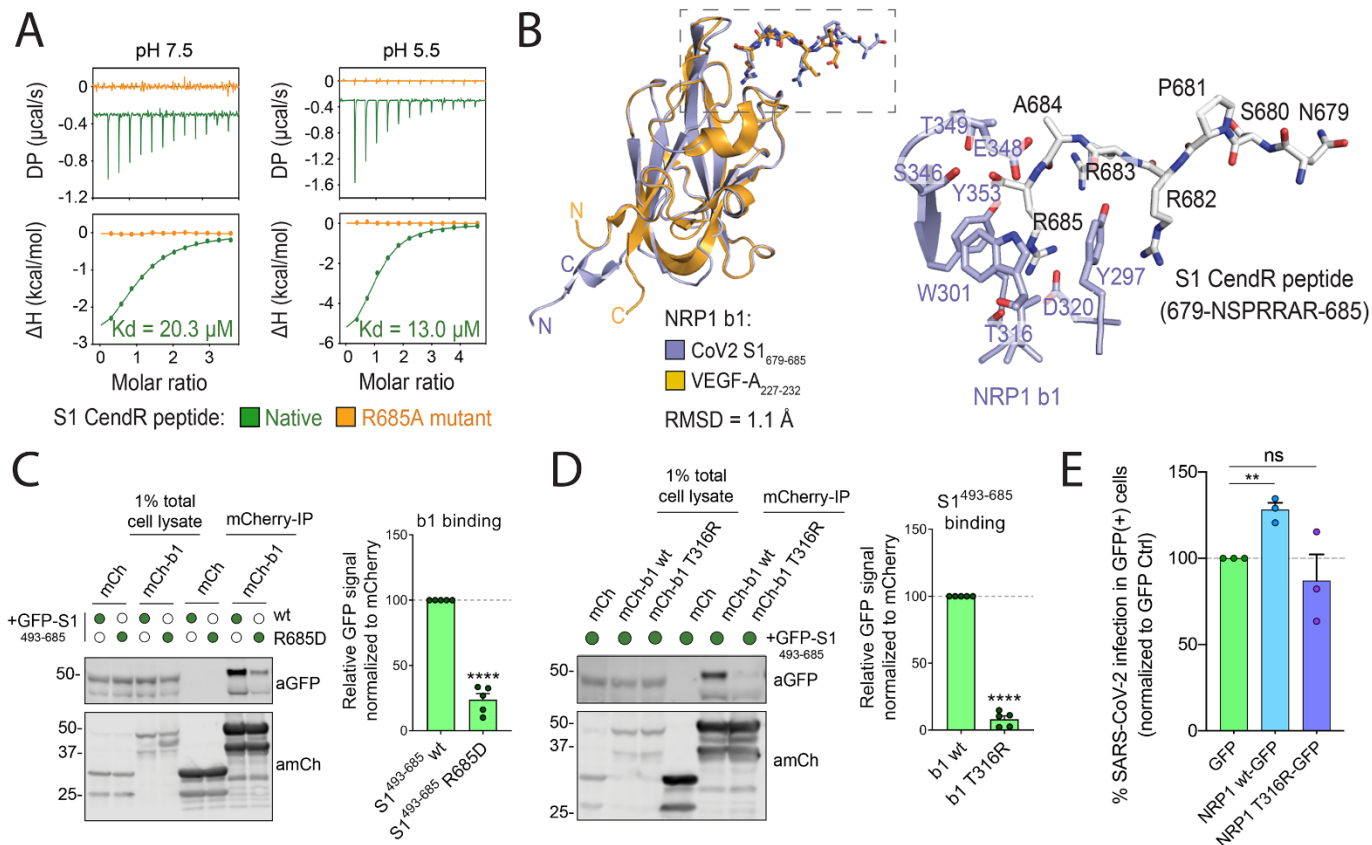 A
pH 7.5
pH 5.5
DP (µcal/s)
0
-0.4
-0.8
-1.2
DP (µcal/s)
0
-0.4
-0.8
-1.2
-1.6
ΔH (kcal/mol)
0
-1
-2
-3
Kd = 20.3 µM
0 1 2 3
Molar ratio
ΔH (kcal/mol)
0
-2
-4
-6
Kd = 13.0 µM
0 1 2 3 4
Molar ratio
S1 CendR peptide: Native R685A mutant
B
N
C
N
C
NRP1 b1:
CoV2 S1679-685
VEGF-A227-232
RMSD = 1.1 Å
T349
E348
S346
Y353
W301
T316
D320
Y297
A684
R683
R685
P681
S680
N679
R682
S1 CendR peptide
(679-NSPRRAR-685)
NRP1 b1
C
1% total
cell lysate
mCherry-IP
mCh
mCh-b1
mCh
mCh-b1
+GFP-S1
493-685
wt
R685D
50-
aGFP
50-
37-
25-
amCh
b1 binding
Relative GFP signal
normalized to mCherry
150
100
50
0
****
S1493-685 wt
S1493-685 R685D
D
1% total
cell lysate
mCherry-IP
mCh
mCh-b1 wt
mCh-b1 T316R
mCh
mCh-b1 wt
mCh-b1 T316R
+GFP-S1
493-685
50-
aGFP
50-
37-
25-
amCh
S1493-685
binding
Relative GFP signal
normalized to mCherry
150
100
50
0
****
b1 wt
b1 T316R
E
% SARS-CoV-2 infection in GFP(+) cells
(normalized to GFP Ctrl)
150
100
50
0
ns
**
GFP
NRP1 wt-GFP
NRP1 T316R-GFP